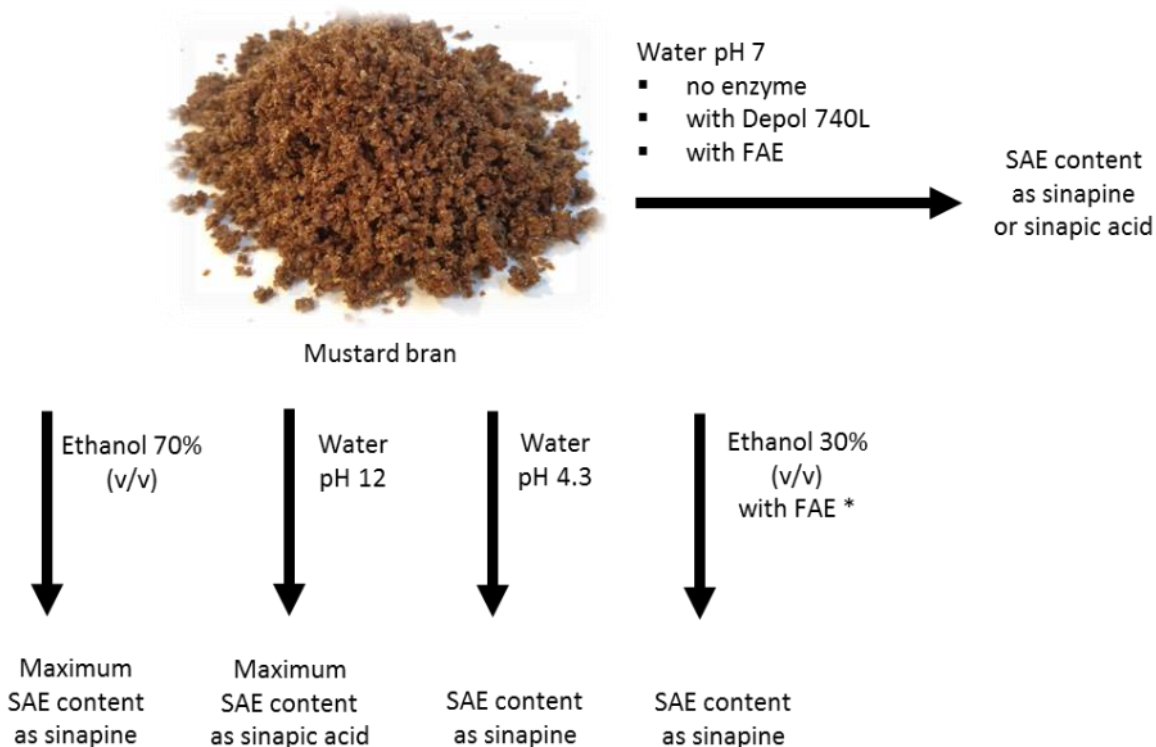 Water pH 7
▪ no enzyme
▪ with Depol 740L
▪ with FAE
SAE content
as sinapine
or sinapic acid
Mustard bran
Ethanol 70%
(v/v)
Water
pH 12
Water
pH 4.3
Ethanol 30%
(v/v)
with FAE *
Maximum
SAE content
as sinapine
Maximum
SAE content
as sinapic acid
SAE content
as sinapine
SAE content
as sinapine